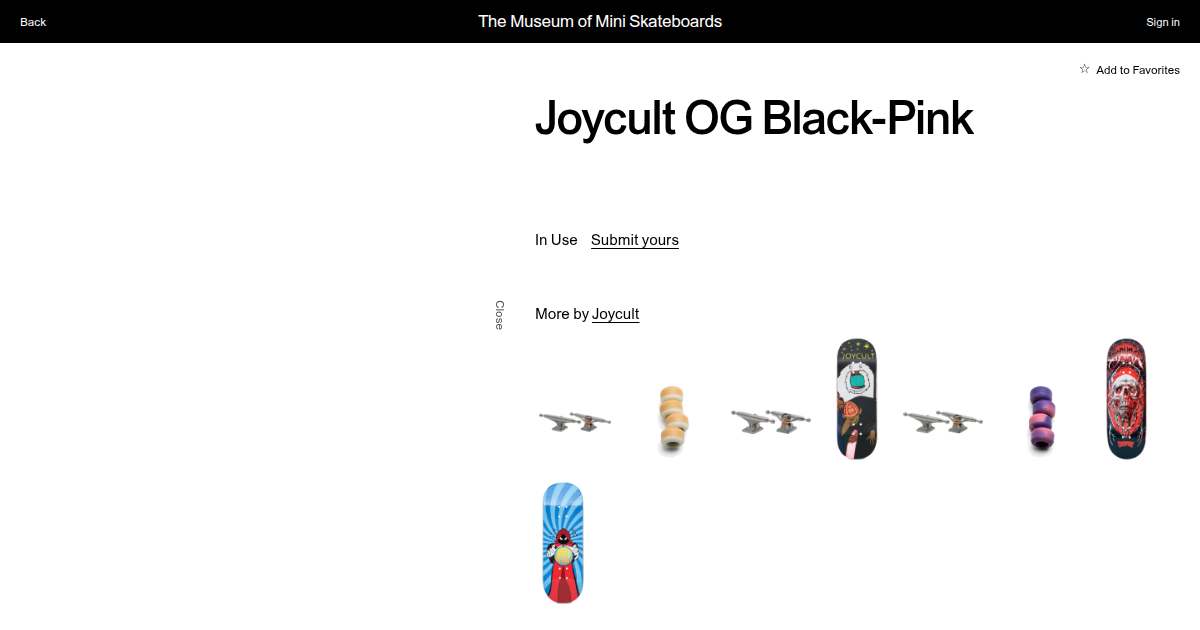 Back
The Museum of Mini Skateboards
Sign in
☆ Add to Favorites
Joycult OG Black-Pink
In Use Submit yours
Close
More by Joycult
JOYCULT